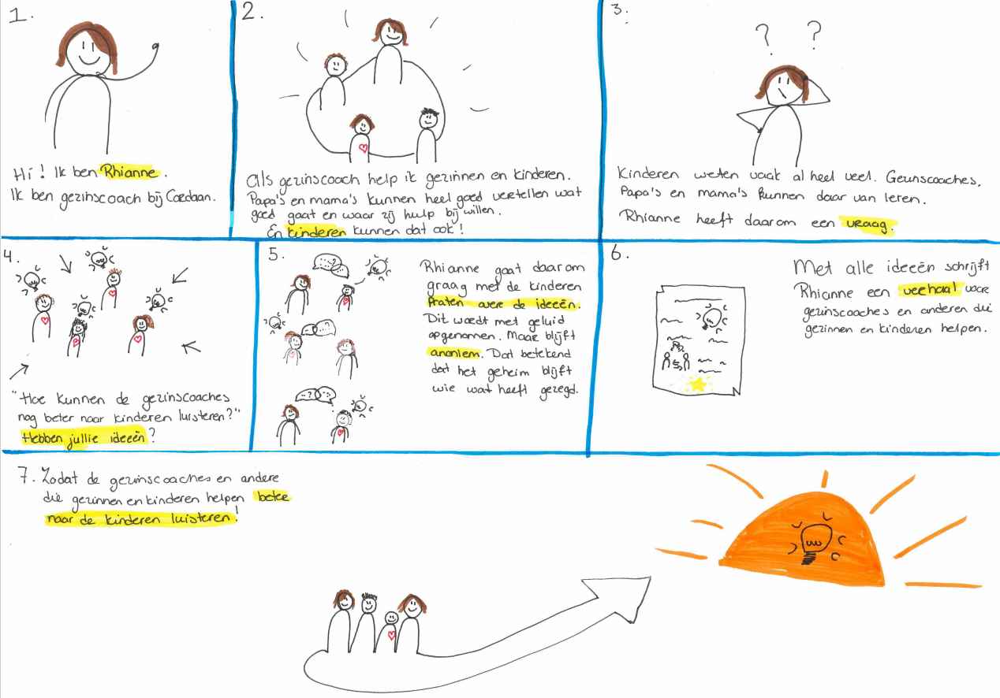 1.
Hi! Ik ben Rhianne.
Ik ben gezinscoach bij Cordaan.
2.
Als gezinscoach help ik gezinnen en kinderen.
Papa's en mama's kunnen heel goed vertellen wat
goed gaat en waar zij hulp bij willen.
En kinderen kunnen dat ook!
3.
? ?
Kinderen weten vaak al heel veel. Gezinscoaches,
Papa's en mama's kunnen daar van leren.
Rhianne heeft daarom een vraag.
4.
"Hoe kunnen de gezinscoaches
nog beter naar kinderen luisteren?"
Hebben jullie ideeën?
5.
Rhianne gaat daarom
graag met de kinderen
Praten over de ideeën.
Dit wordt met geluid
opgenomen. Maar blijft
anoniem. Dat betekend
dat het geheim blijft
wie wat heeft gezegd.
6.
Met alle ideeën schrijft
Rhianne een verhaal voor
gezinscoaches en anderen die
gezinnen en kinderen helpen.
7. Zodat de gezinscoaches en andere
die gezinnen en kinderen helpen beter
naar de kinderen luisteren!